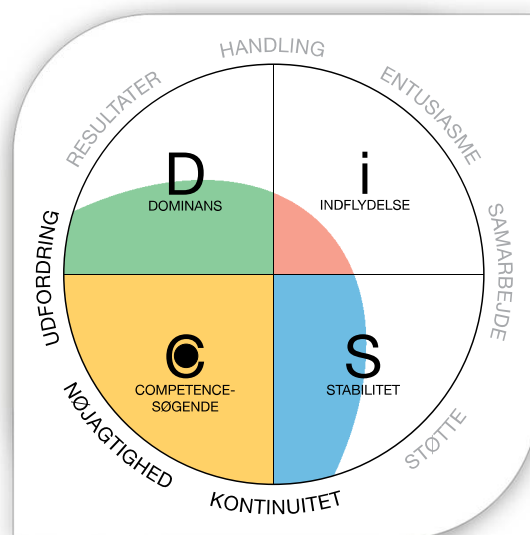 HANDLING
RESULTATER
ENTUSIASME
D
DOMINANS
i
INDFLYDELSE
UDFORDRING
SAMARBEJDE
C
COMPETENCE-
SØGENDE
S
STABILITET
NØJAGTIGHED
STØTTE
KONTINUITET